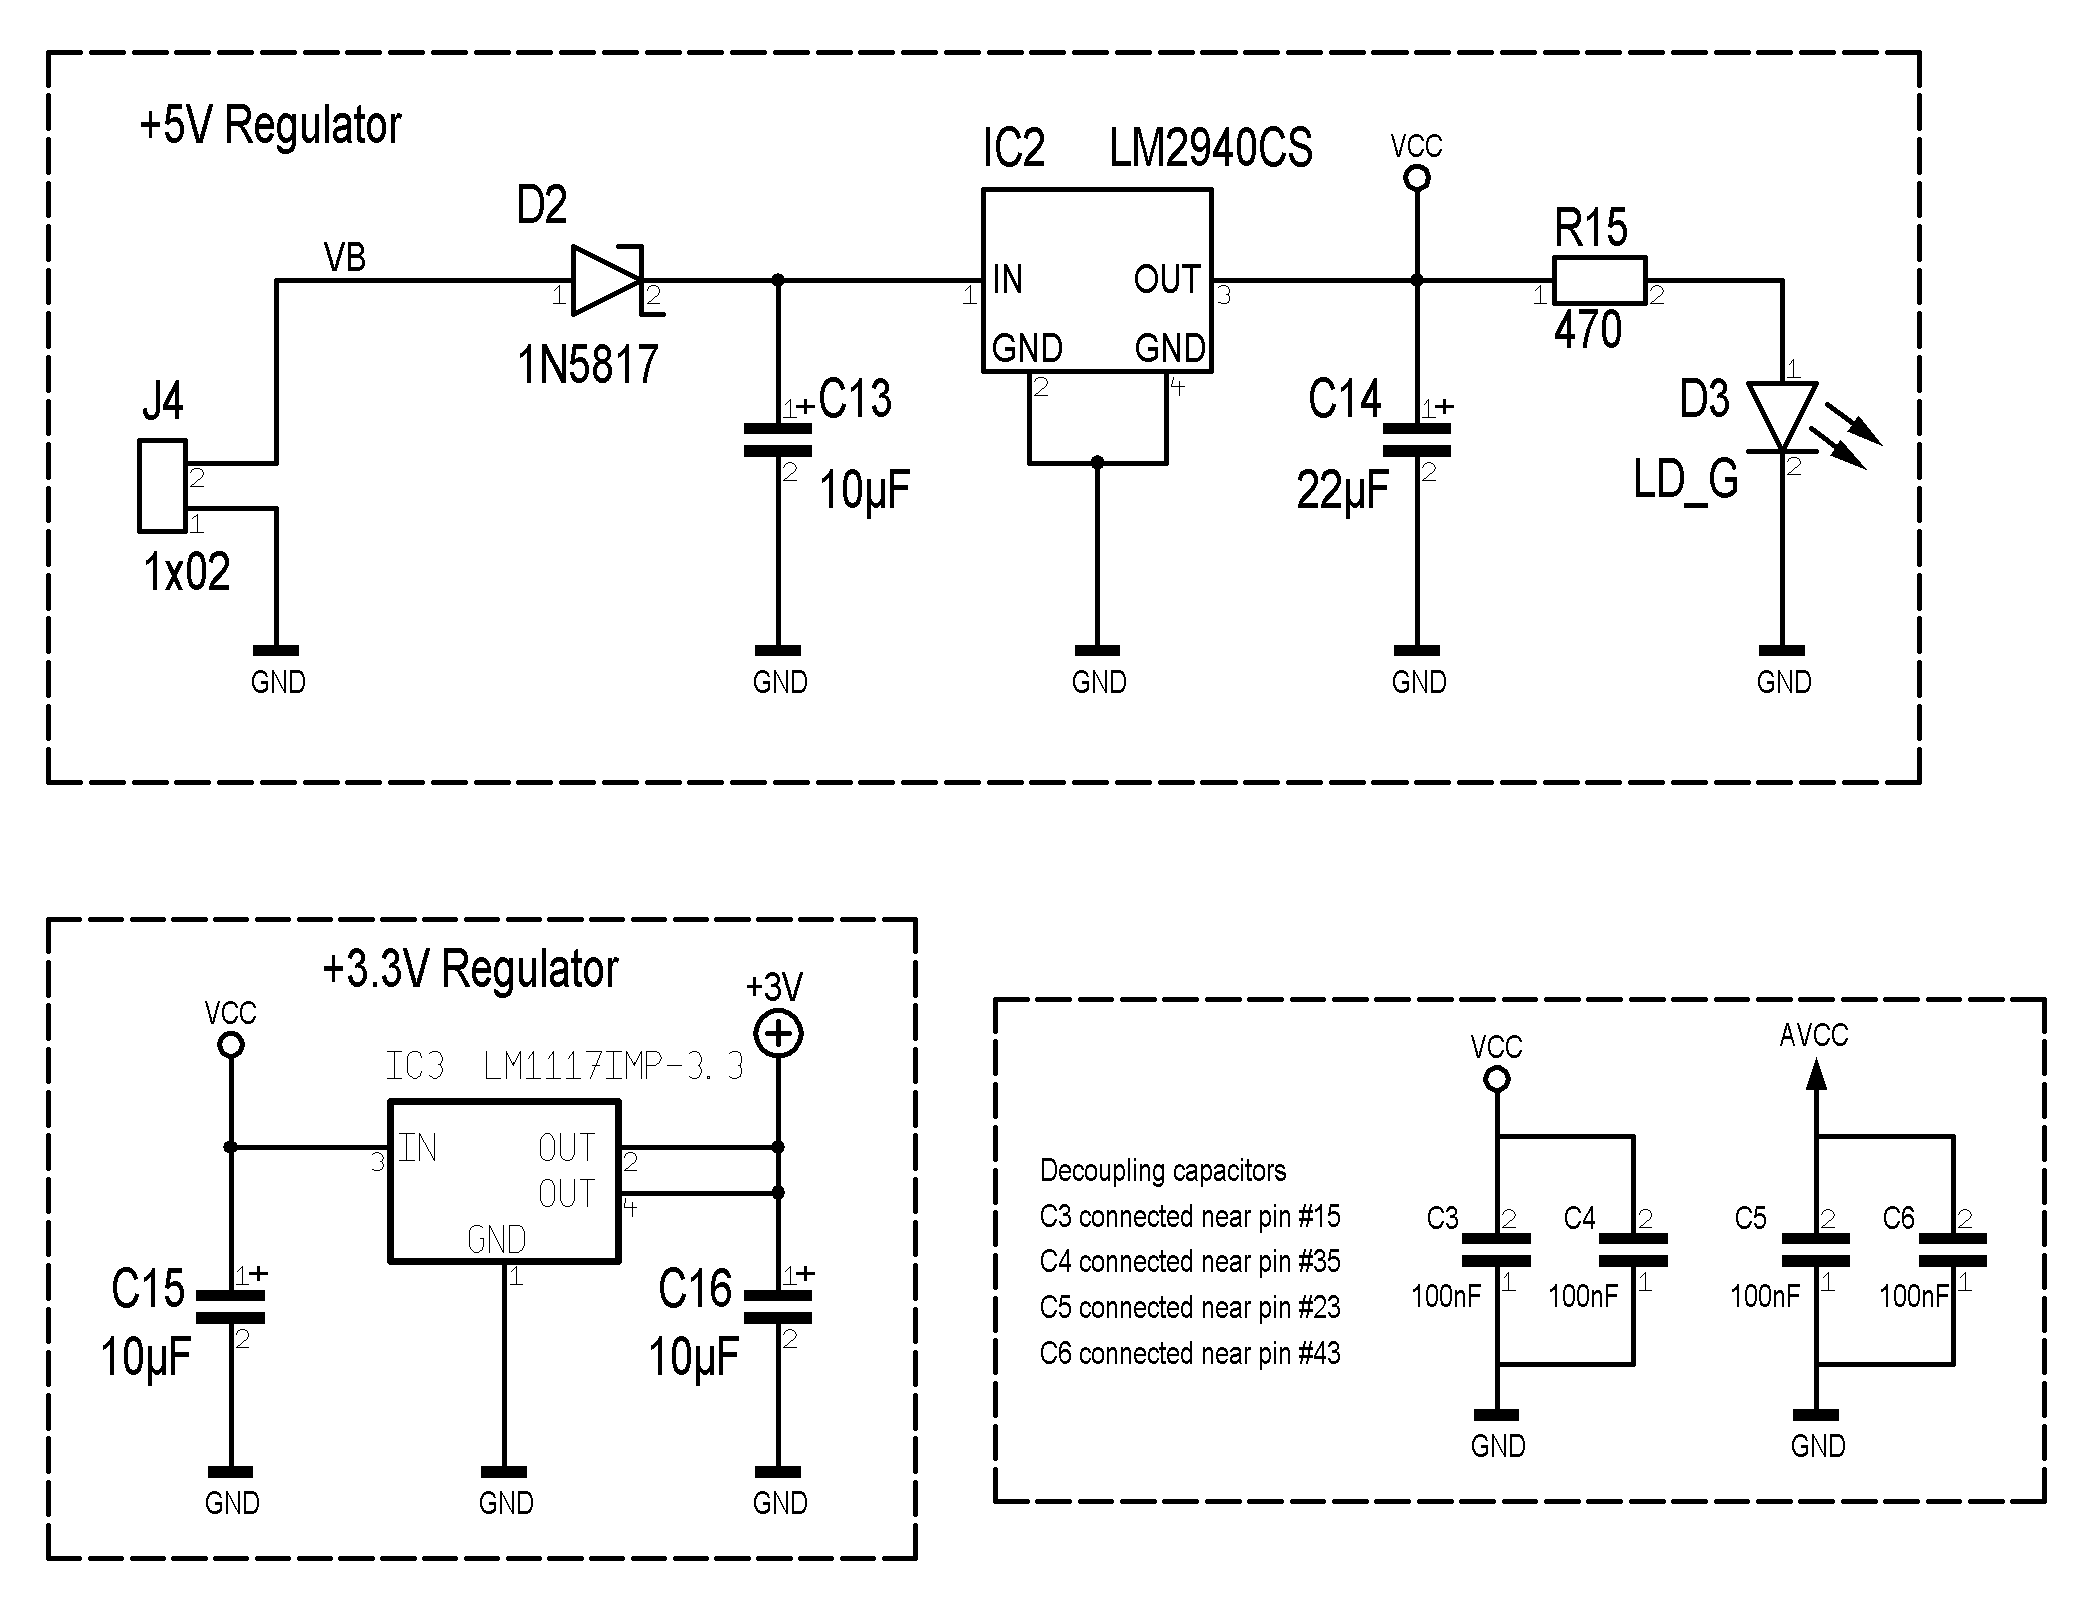 +5V Regulator
IC2 LM2940CS
VCC
D2
R15
VB
IN OUT
1 2 1 3 1 2
GND GND
470
1N5817
2 4
1
J4
1+ C13
C14 1+
D3
2
2 10µF
22µF 2
2
LD_G
1
1x02
GND GND GND GND GND
+3.3V Regulator
+3V
VCC
IC3 LM1117IMP-3.3
3 IN OUT 2
OUT 4
GND
1
C15 1+
C16 1+
2 2
10µF 10µF
GND GND GND
VCC AVCC
Decoupling capacitors
C3 connected near pin #15
C4 connected near pin #35
C5 connected near pin #23
C6 connected near pin #43
C3 2 C4 2 C5 2 C6 2
100nF 1 100nF 1 100nF 1 100nF 1
GND GND